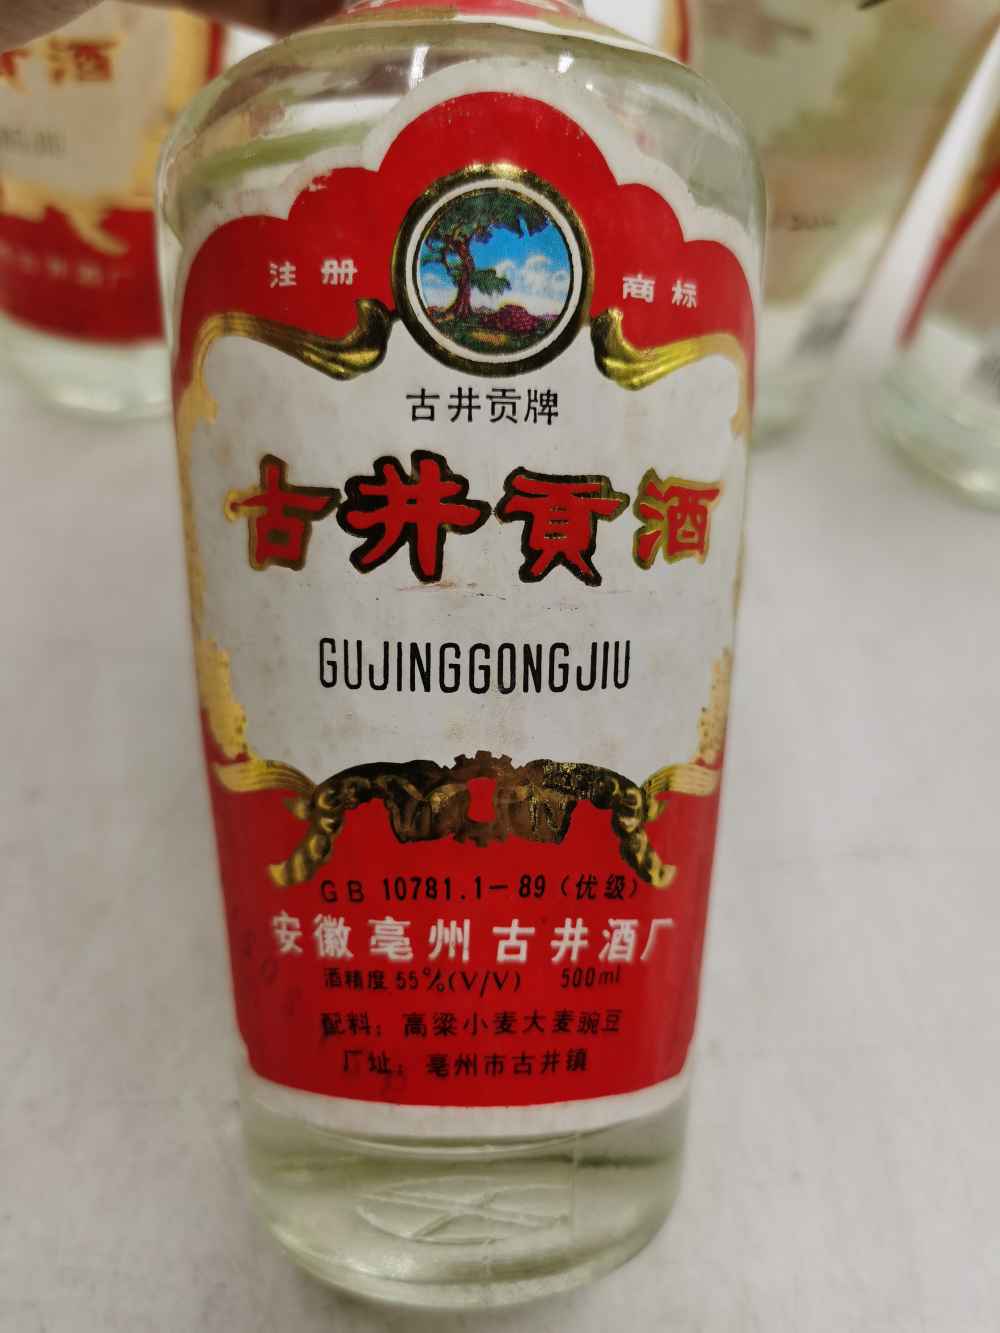 注册 商标
古井贡牌
古井贡酒
GUJINGGONGJIU
GB 10781.1-89(优级)
安徽亳州古井酒厂
酒精度55%(V/V) 500ml
配料：高粱小麦大麦豌豆
厂址：亳州市古井镇